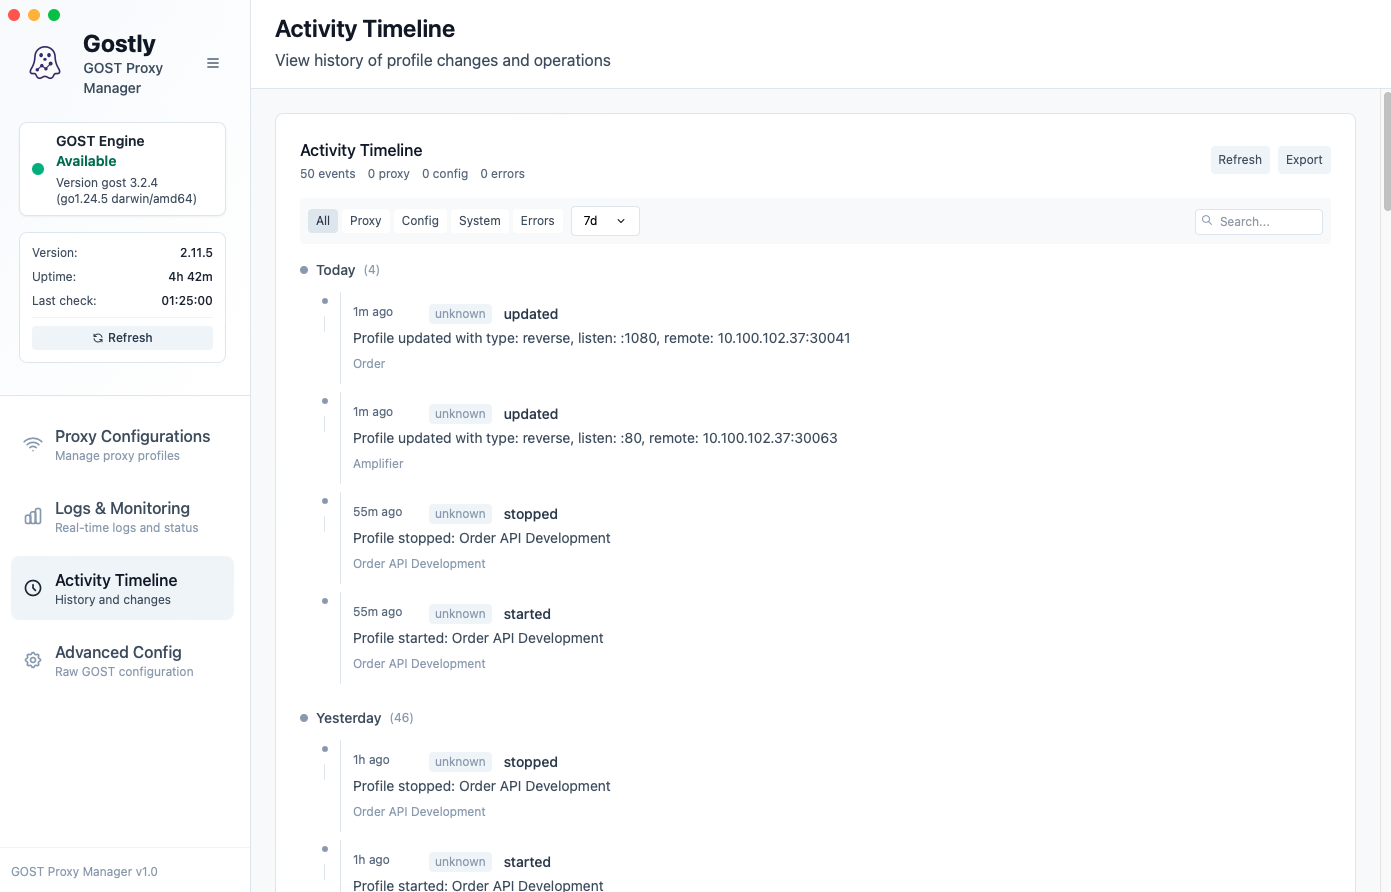 Gostly
GOST Proxy
Manager
GOST Engine
Available
Version gost 3.2.4
(go1.24.5 darwin/amd64)
Version: 2.11.5
Uptime: 4h 42m
Last check: 01:25:00
Refresh
Proxy Configurations
Manage proxy profiles
Logs & Monitoring
Real-time logs and status
Activity Timeline
History and changes
Advanced Config
Raw GOST configuration
GOST Proxy Manager v1.0
Activity Timeline
View history of profile changes and operations
Activity Timeline
50 events 0 proxy 0 config 0 errors
Refresh Export
All Proxy Config System Errors 7d Search...
Today (4)
1m ago unknown updated
Profile updated with type: reverse, listen: :1080, remote: 10.100.102.37:30041
Order
1m ago unknown updated
Profile updated with type: reverse, listen: :80, remote: 10.100.102.37:30063
Amplifier
55m ago unknown stopped
Profile stopped: Order API Development
Order API Development
55m ago unknown started
Profile started: Order API Development
Order API Development
Yesterday (46)
1h ago unknown stopped
Profile stopped: Order API Development
Order API Development
1h ago unknown started
Profile started: Order API Development